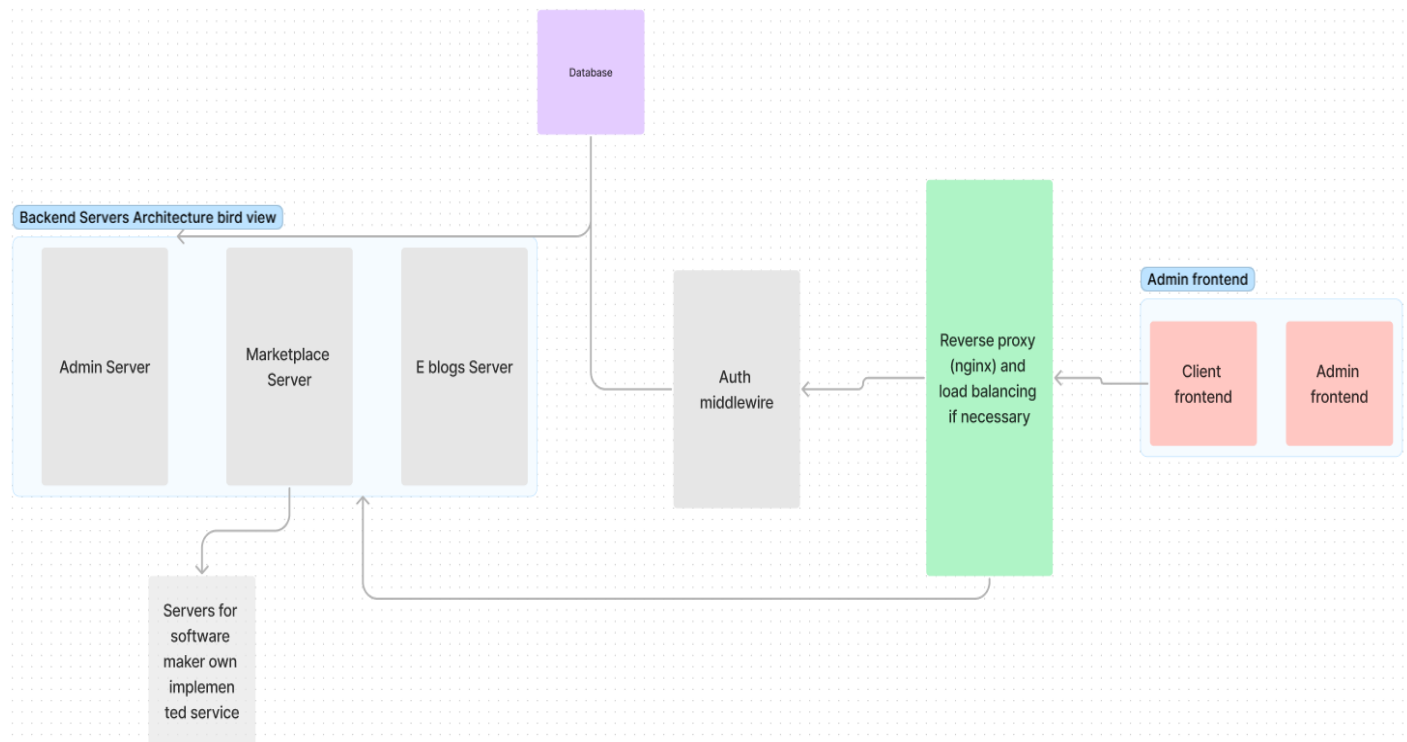 Database
Backend Servers Architecture bird view
Admin Server
Marketplace
Server
E blogs Server
Auth
middlewire
Reverse proxy
(nginx) and
load balancing
if necessary
Admin frontend
Client
frontend
Admin
frontend
Servers for
software
maker own
implemen
ted service